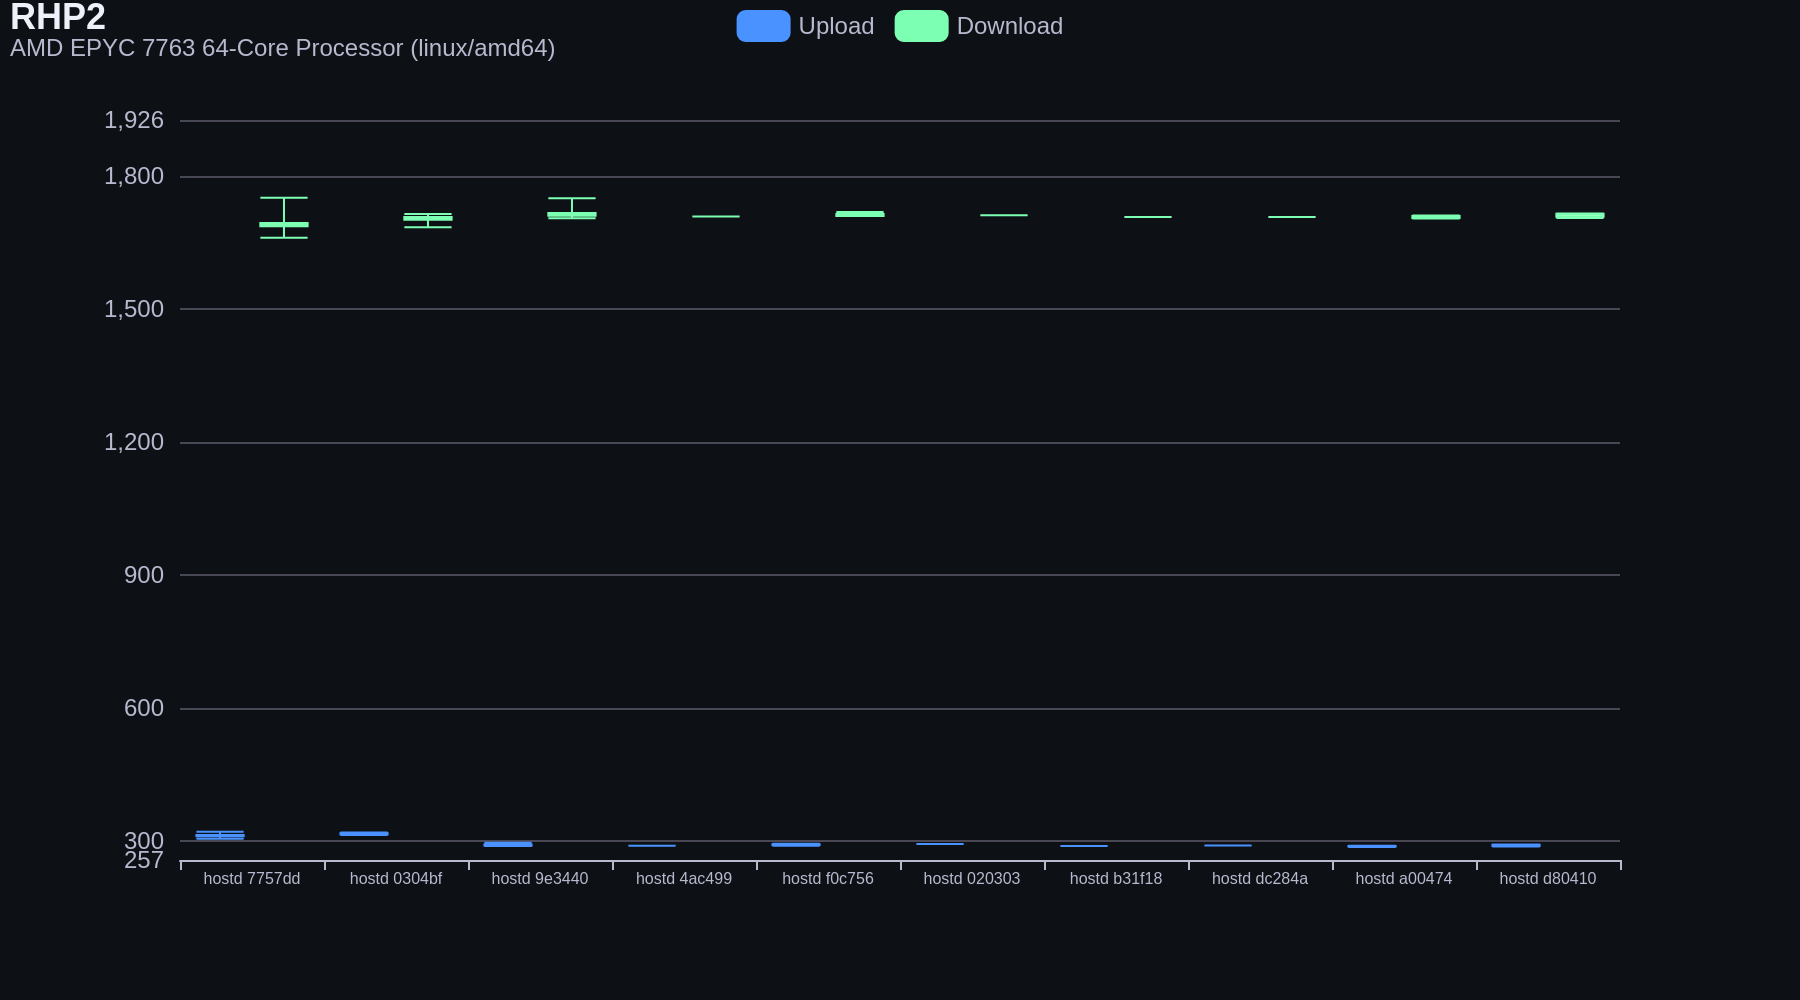 RHP2
AMD EPYC 7763 64-Core Processor (linux/amd64)
Upload
Download
1,926
1,800
1,500
1,200
900
600
300
257
hostd 7757dd
hostd 0304bf
hostd 9e3440
hostd 4ac499
hostd f0c756
hostd 020303
hostd b31f18
hostd dc284a
hostd a00474
hostd d80410